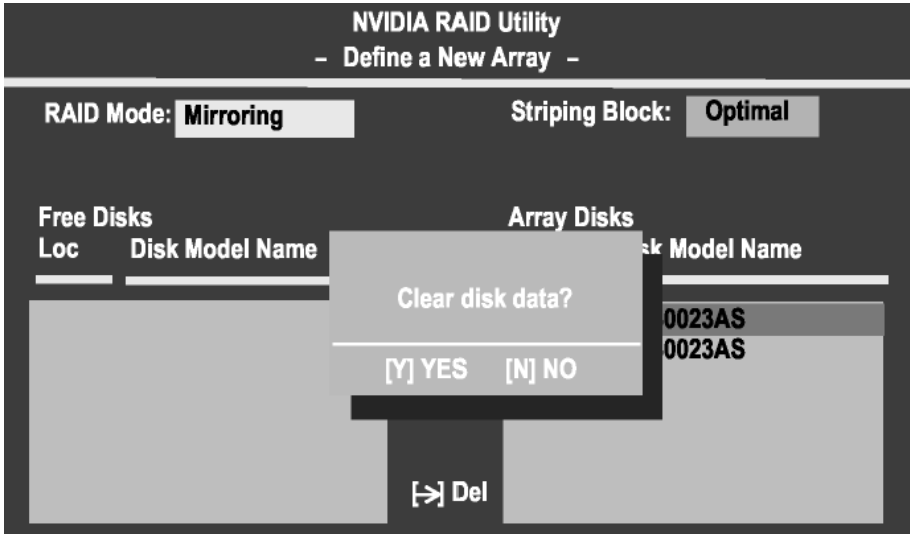 NVIDIA RAID Utility
– Define a New Array –
RAID Mode: Mirroring
Striping Block: Optimal
Free Disks
Array Disks
Loc Disk Model Name
sk Model Name
Clear disk data?
0023AS
0023AS
[Y] YES [N] NO
[→] Del